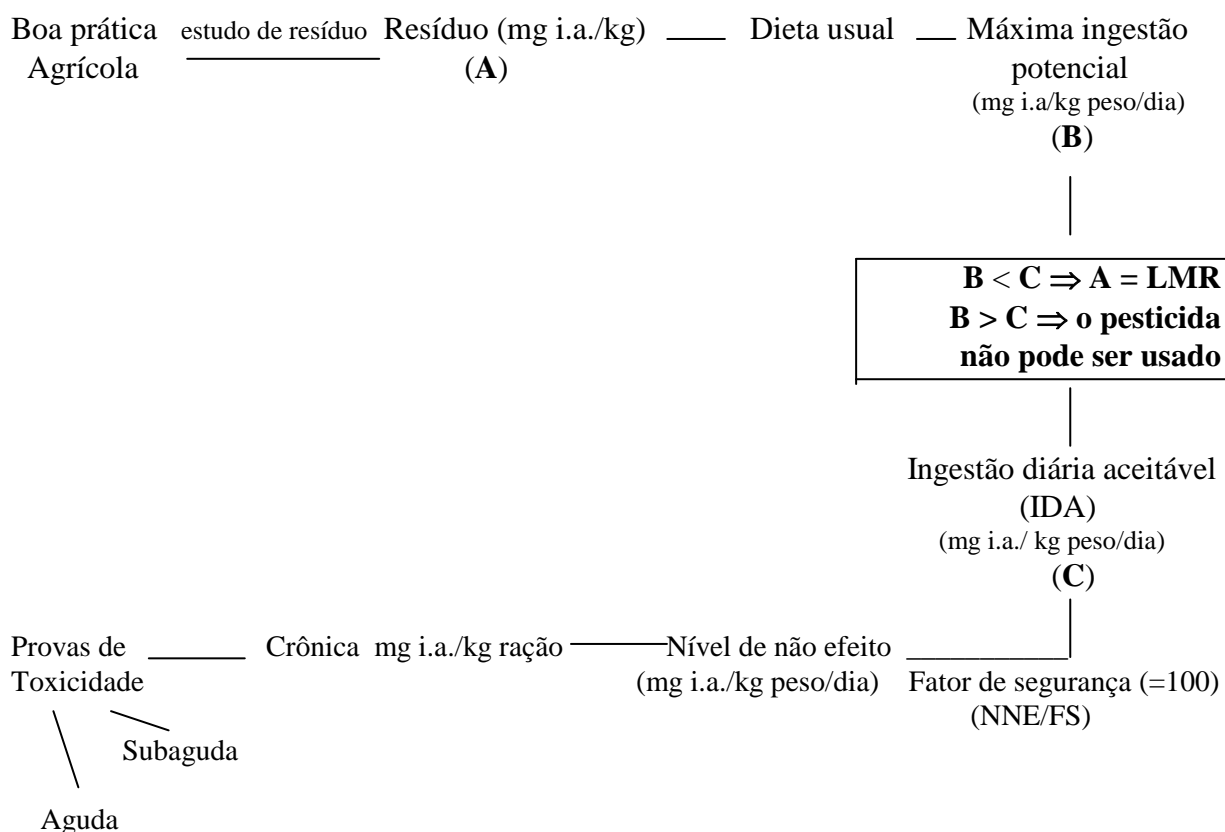 Boa prática estudo de resíduo Resíduo (mg i.a./kg) Dieta usual Máxima ingestão
Agrícola (A) potencial
(mg i.a/kg peso/dia)
(B)
B < C ⇒ A = LMR
B > C ⇒ o pesticida
não pode ser usado
Ingestão diária aceitável
(IDA)
(mg i.a./ kg peso/dia)
(C)
Provas de Crônica mg i.a./kg ração Nível de não efeito
Toxicidade (mg i.a./kg peso/dia) Fator de segurança (=100)
(NNE/FS)
Subaguda
Aguda